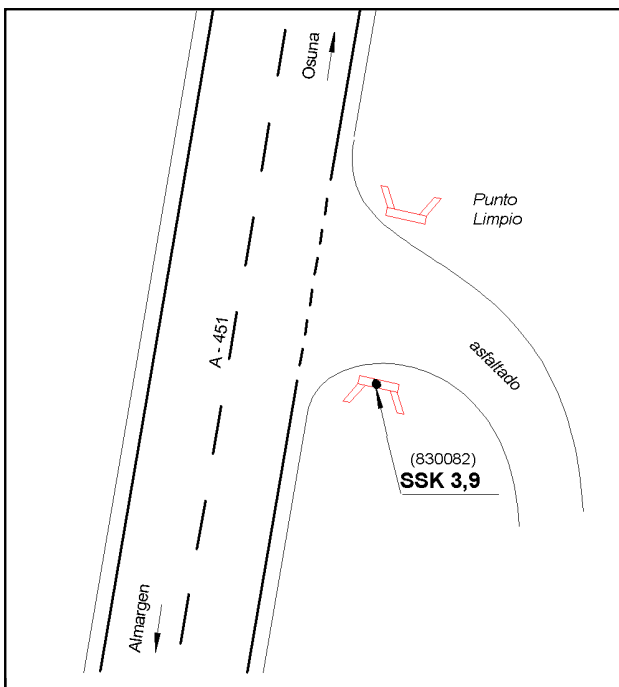 Osuna
Punto
Limpio
A - 451
asfaltado
(830082)
SSK 3,9
Almargen